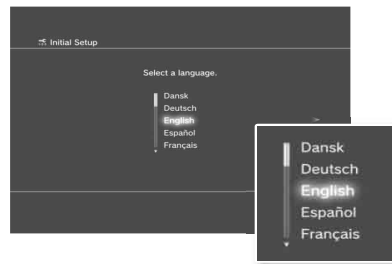 Initial Setup
Select a language.
Dansk
Deutsch
English
Español
Français
Dansk
Deutsch
English
Español
Français